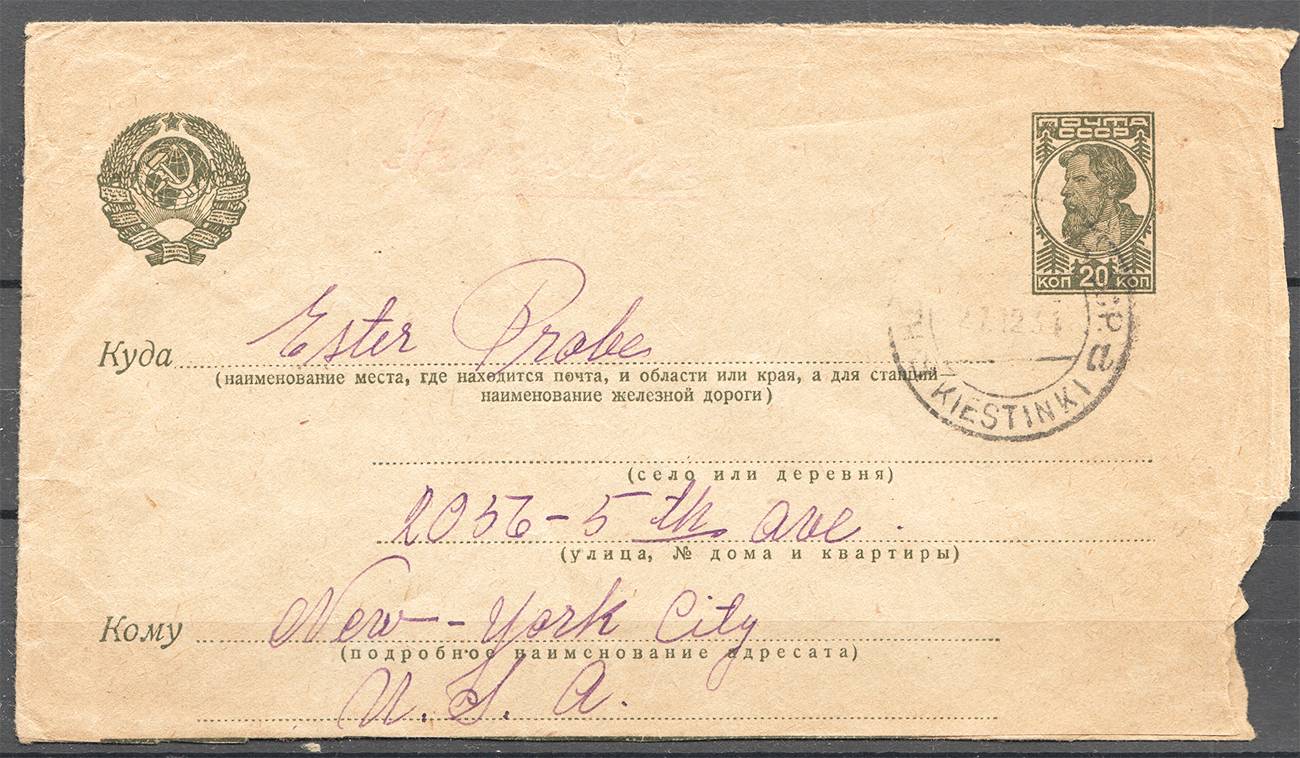 ПОЧТА
СССР
КОП 20 КОП
12 34
a
KIESTINKI
Куда Ester Probe
(наименование места, где находится почта, и области или края, а для станций—
наименование железной дороги)
(село или деревня)
2056 - 5 th ave.
(улица, № дома и квартиры)
Кому New-York City
(подробное наименование адресата)
U. S. A.